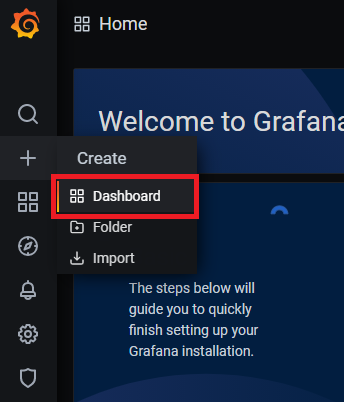 Home
Welcome to Grafana
Create
Dashboard
Folder
Import
The steps below will
guide you to quickly
finish setting up your
Grafana installation.